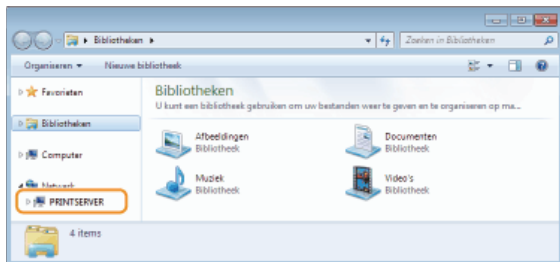 Bibliotheken
Zoeken in Bibliotheken
Organiseren
Nieuwe bibliotheek
Favorieten
Bibliotheken
Computer
Netwerk
PRINTSERVER
Bibliotheken
U kunt een bibliotheek gebruiken om uw bestanden weer te geven en te organiseren op ma...
Afbeeldingen
Bibliotheek
Documenten
Bibliotheek
Muziek
Bibliotheek
Video's
Bibliotheek
4 items